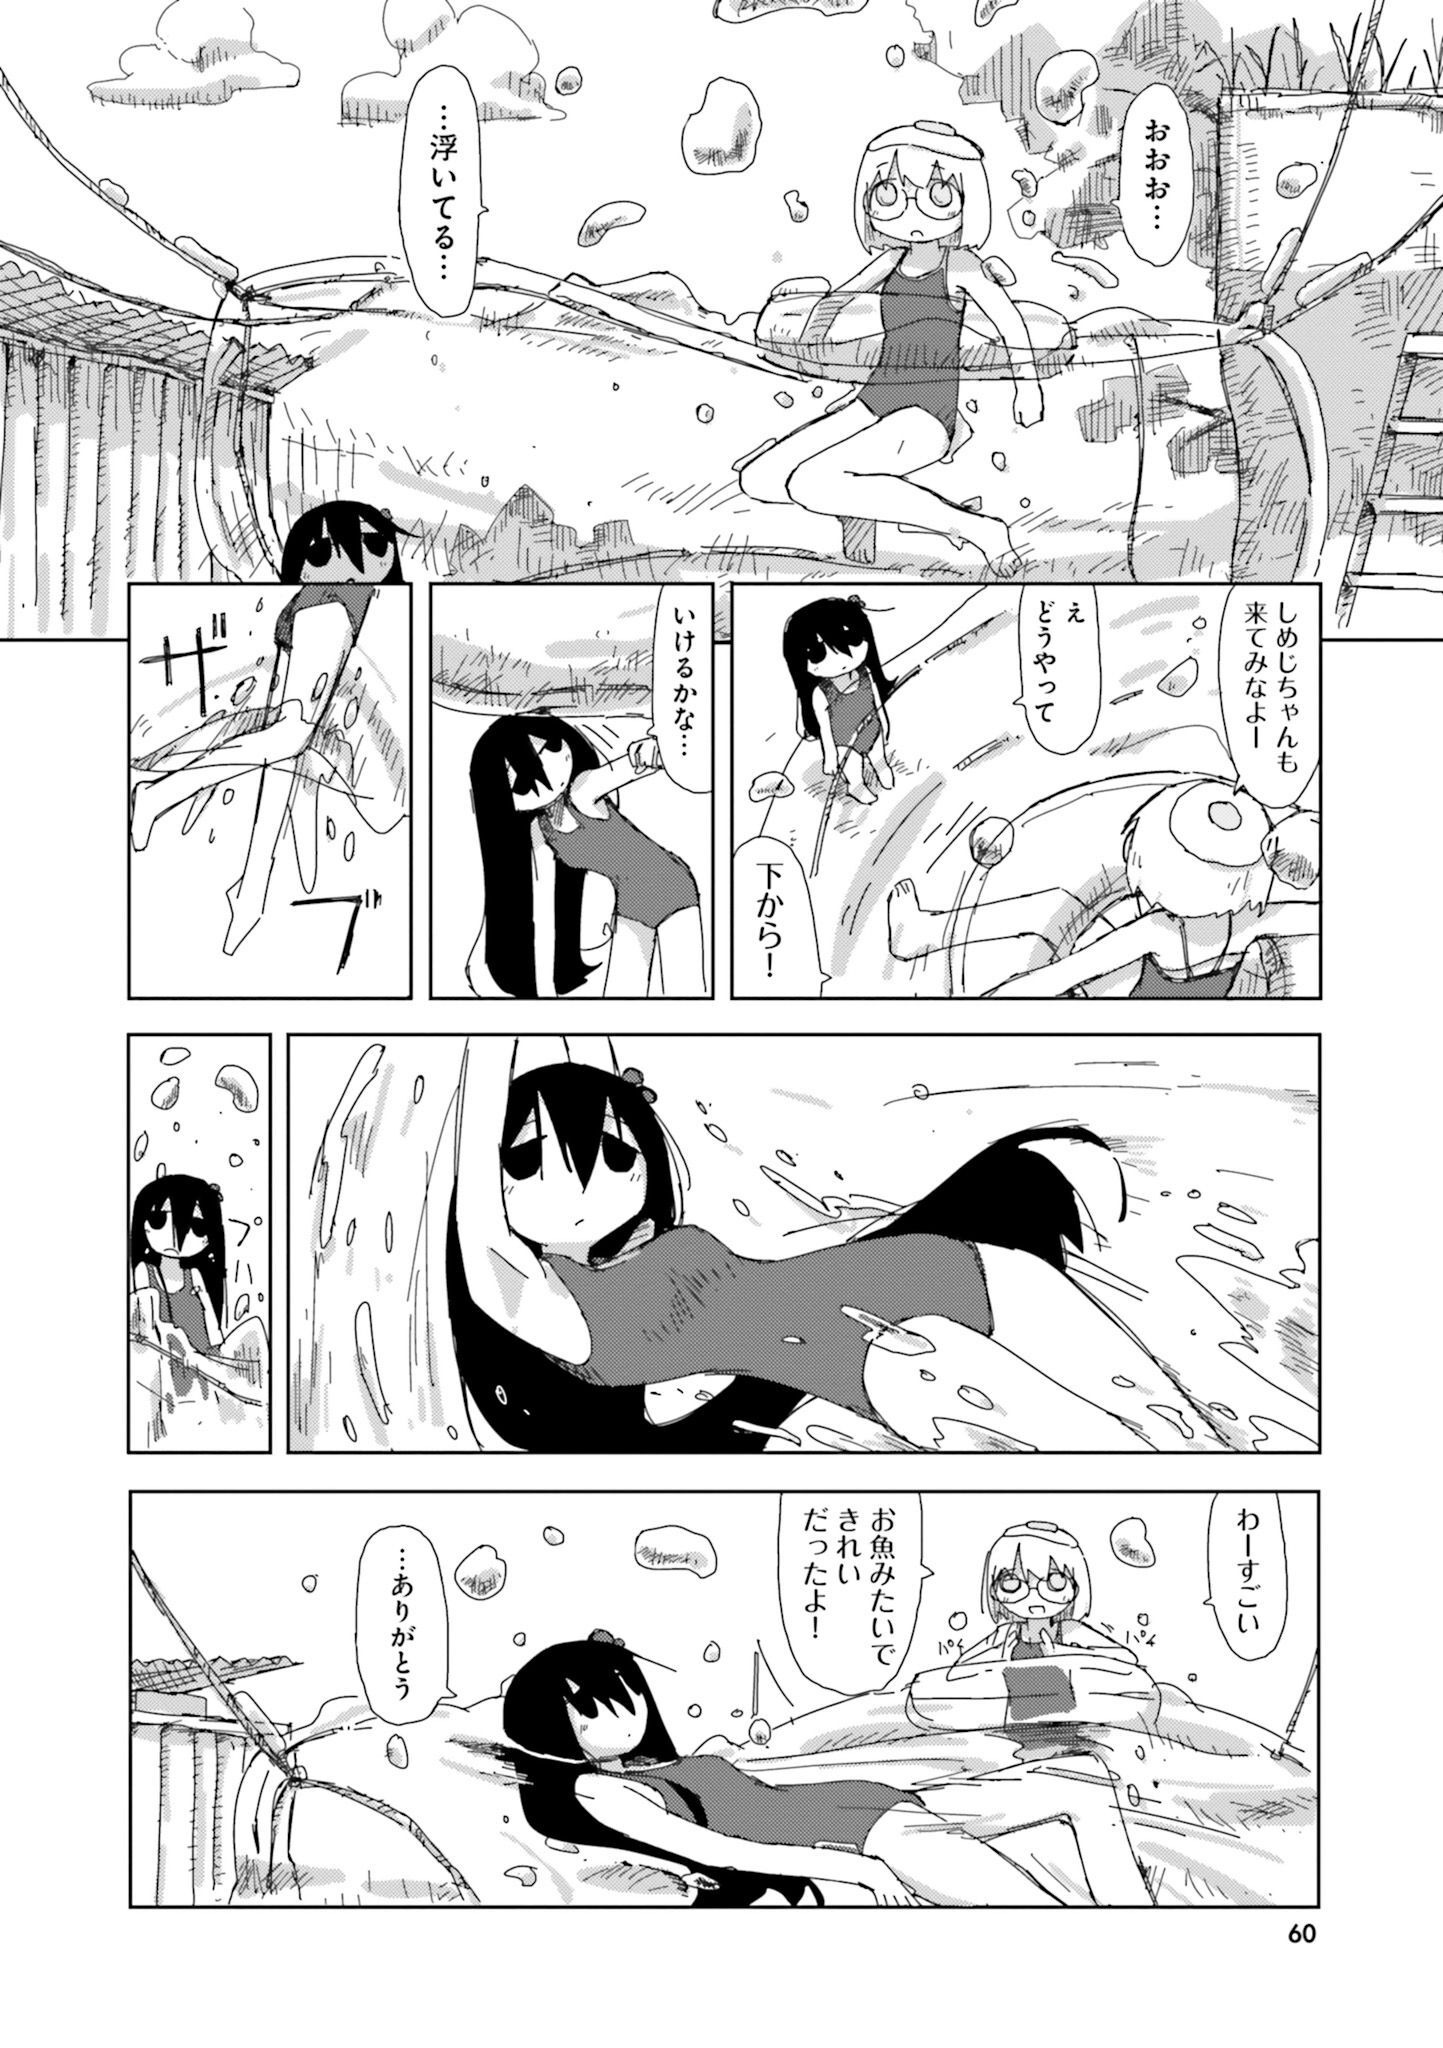 おおお…
…浮いてる…
しめじちゃんも
来てみなよー
え
どうやって
下から！
いけるかな…
ザ
ブ
プハ
わーすごい
パイ
パイ
お魚みたいで
きれい
だったよ！
…ありがとう
60